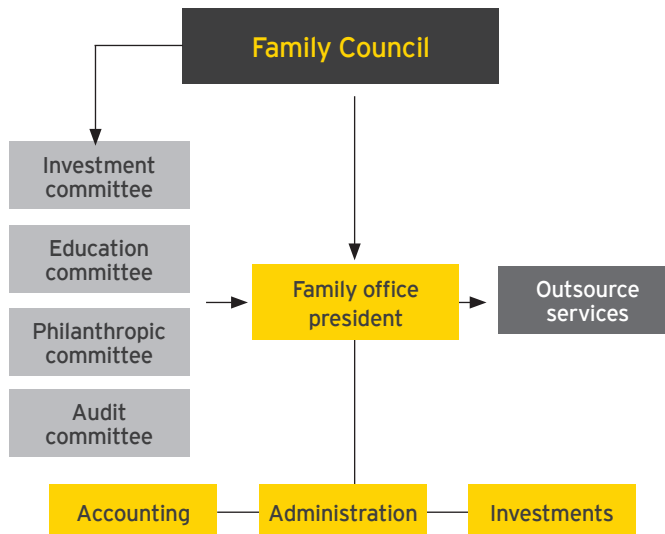 Family Council
Investment
committee
Education
committee
Philanthropic
committee
Audit
committee
Family office
president
Outsource
services
Accounting
Administration
Investments